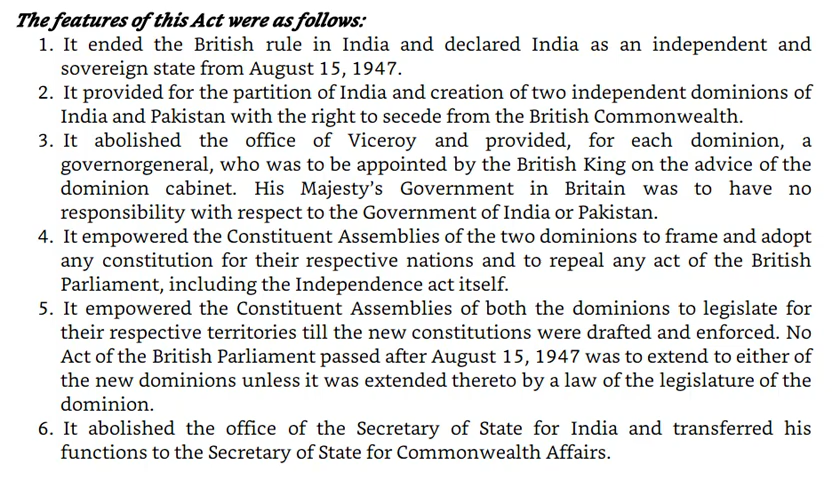 The features of this Act were as follows:
1. It ended the British rule in India and declared India as an independent and
sovereign state from August 15, 1947.
2. It provided for the partition of India and creation of two independent dominions of
India and Pakistan with the right to secede from the British Commonwealth.
3. It abolished the office of Viceroy and provided, for each dominion, a
governorgeneral, who was to be appointed by the British King on the advice of the
dominion cabinet. His Majesty’s Government in Britain was to have no
responsibility with respect to the Government of India or Pakistan.
4. It empowered the Constituent Assemblies of the two dominions to frame and adopt
any constitution for their respective nations and to repeal any act of the British
Parliament, including the Independence act itself.
5. It empowered the Constituent Assemblies of both the dominions to legislate for
their respective territories till the new constitutions were drafted and enforced. No
Act of the British Parliament passed after August 15, 1947 was to extend to either of
the new dominions unless it was extended thereto by a law of the legislature of the
dominion.
6. It abolished the office of the Secretary of State for India and transferred his
functions to the Secretary of State for Commonwealth Affairs.